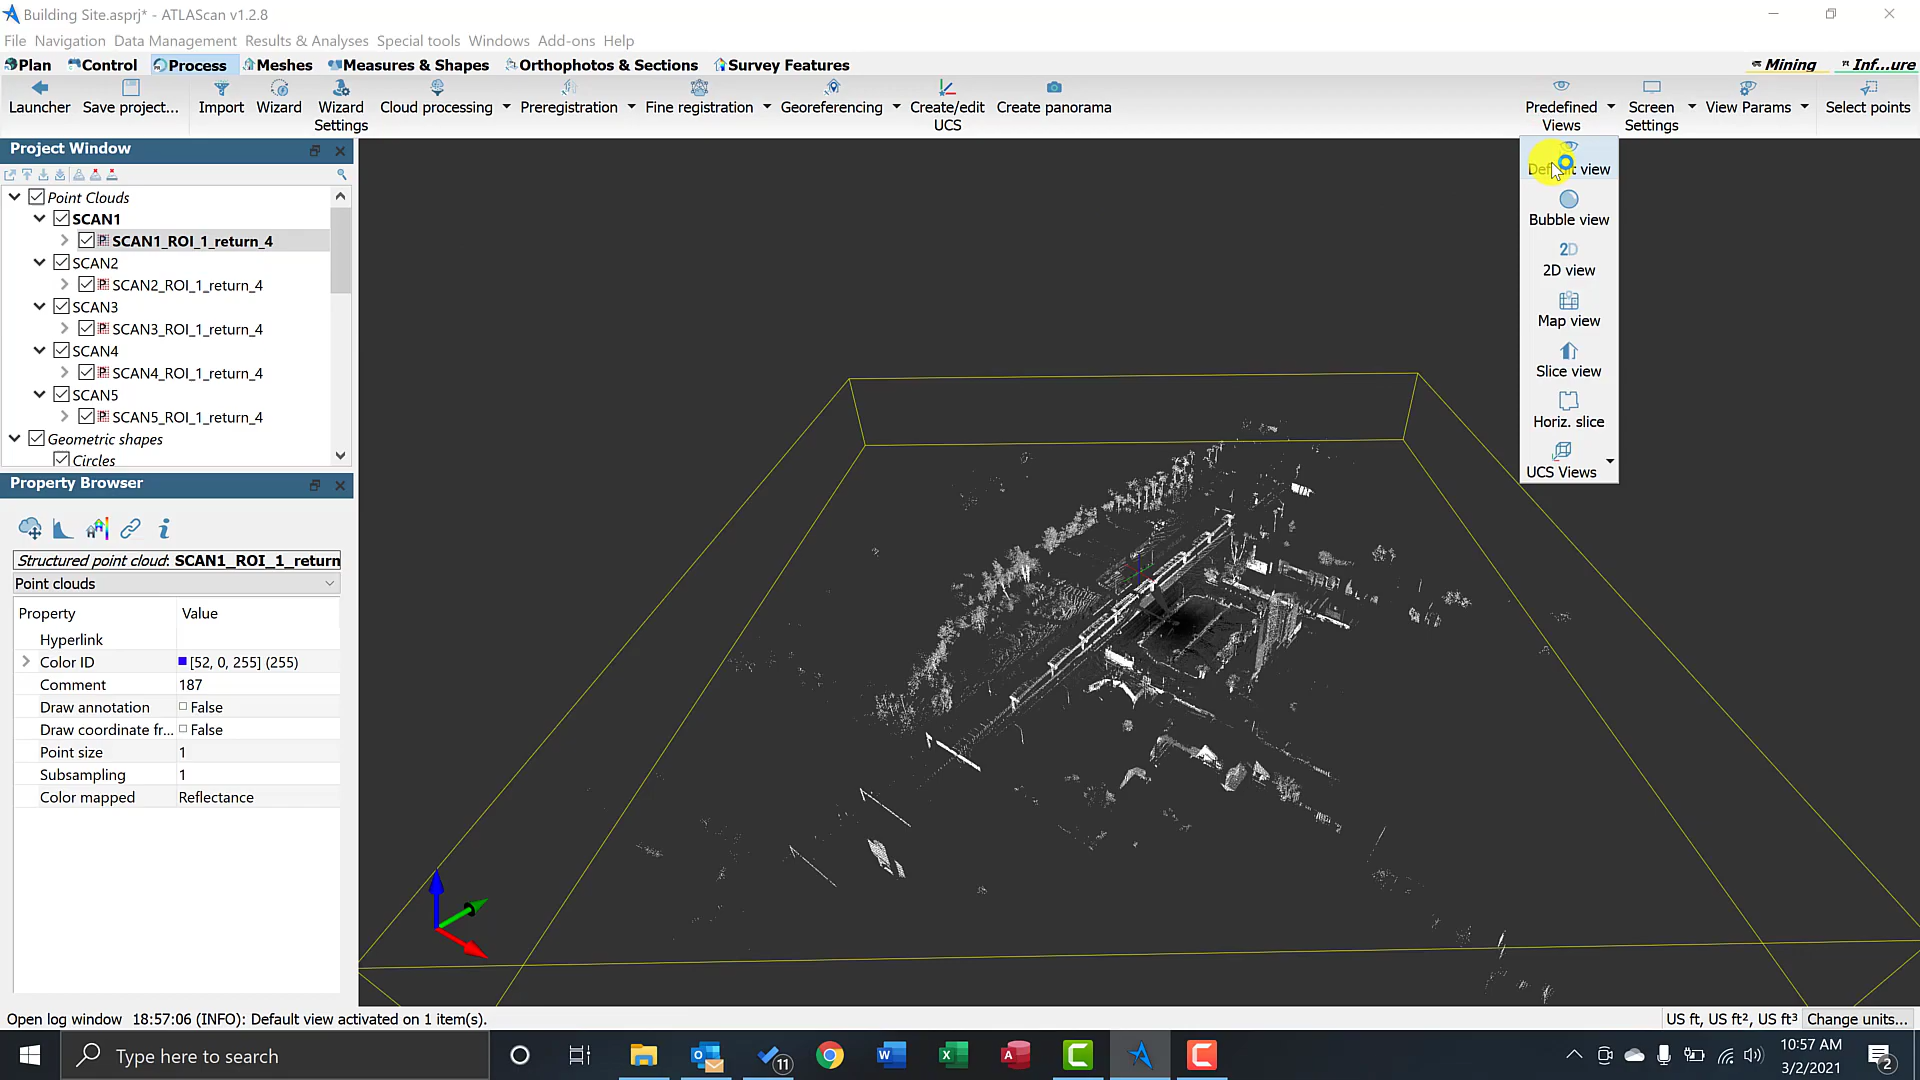 Building Site.asprj* - ATLAScan v1.2.8
File Navigation Data Management Results & Analyses Special tools Windows Add-ons Help
Plan Control Process Meshes Measures & Shapes Orthophotos & Sections Survey Features Mining Inf...ure
Launcher Save project... Import Wizard Wizard Settings Cloud processing Preregistration Fine registration Georeferencing Create/edit UCS Create panorama Predefined Views Screen Settings View Params Select points
Default view
Bubble view
2D
2D view
Map view
Slice view
Horiz. slice
UCS Views
Project Window
Point Clouds
SCAN1
SCAN1_ROI_1_return_4
SCAN2
SCAN2_ROI_1_return_4
SCAN3
SCAN3_ROI_1_return_4
SCAN4
SCAN4_ROI_1_return_4
SCAN5
SCAN5_ROI_1_return_4
Geometric shapes
Circles
Property Browser
Structured point cloud: SCAN1_ROI_1_return
Point clouds
Property Value
Hyperlink
Color ID [52, 0, 255] (255)
Comment 187
Draw annotation False
Draw coordinate fr... False
Point size 1
Subsampling 1
Color mapped Reflectance
Open log window 18:57:06 (INFO): Default view activated on 1 item(s).
US ft, US ft², US ft³ Change units...
Type here to search
11
10:57 AM
3/2/2021
2